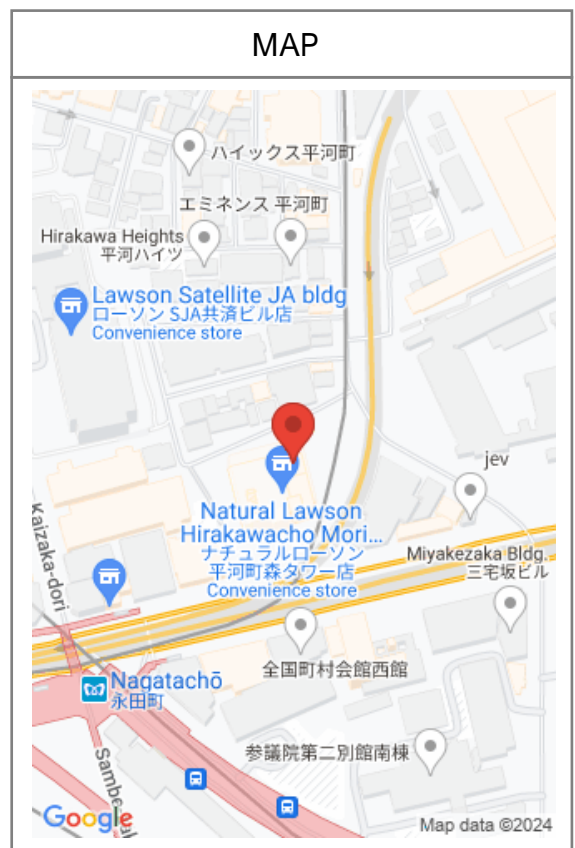 MAP
ハイックス平河町
エミネンス 平河町
Hirakawa Heights
平河ハイツ
Lawson Satellite JA bldg
ローソン SJA共済ビル店
Convenience store
jev
Natural Lawson
Hirakawacho Mori...
ナチュラルローソン
平河町森タワー店
Convenience store
Kaizaka-dori
Miyakezaka Bldg.
三宅坂ビル
全国町村会館西館
Nagatachō
永田町
参議院第二別館南棟
Google
Map data ©2024